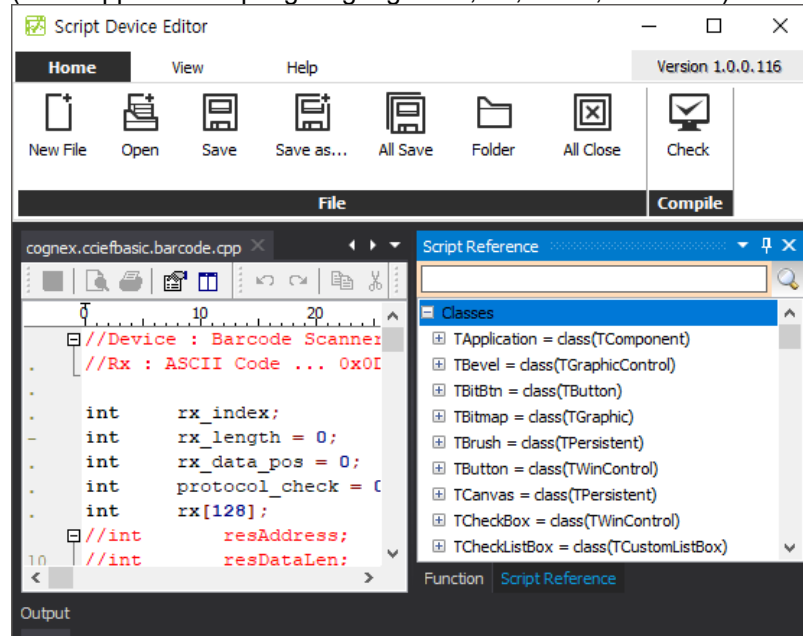 Script Device Editor
Home View Help Version 1.0.0.116
New File Open Save Save as... All Save Folder All Close Check
File Compile
cognex.cciefbasic.barcode.cpp Script Reference
0 10 20
Classes
//Device : Barcode Scanner
TApplication = class(TComponent)
//Rx : ASCII Code ... 0x0D
TBevel = class(TGraphicControl)
TBitBtn = class(TButton)
int rx_index;
TBitmap = class(TGraphic)
int rx_length = 0;
TBrush = class(TPersistent)
int rx_data_pos = 0;
TButton = class(TWinControl)
int protocol_check = 0
TCanvas = class(TPersistent)
int rx[128];
TCheckBox = class(TWinControl)
//int resAddress;
TCheckListBox = class(TCustomListBox)
10 //int resDataLen;
Function Script Reference
Output